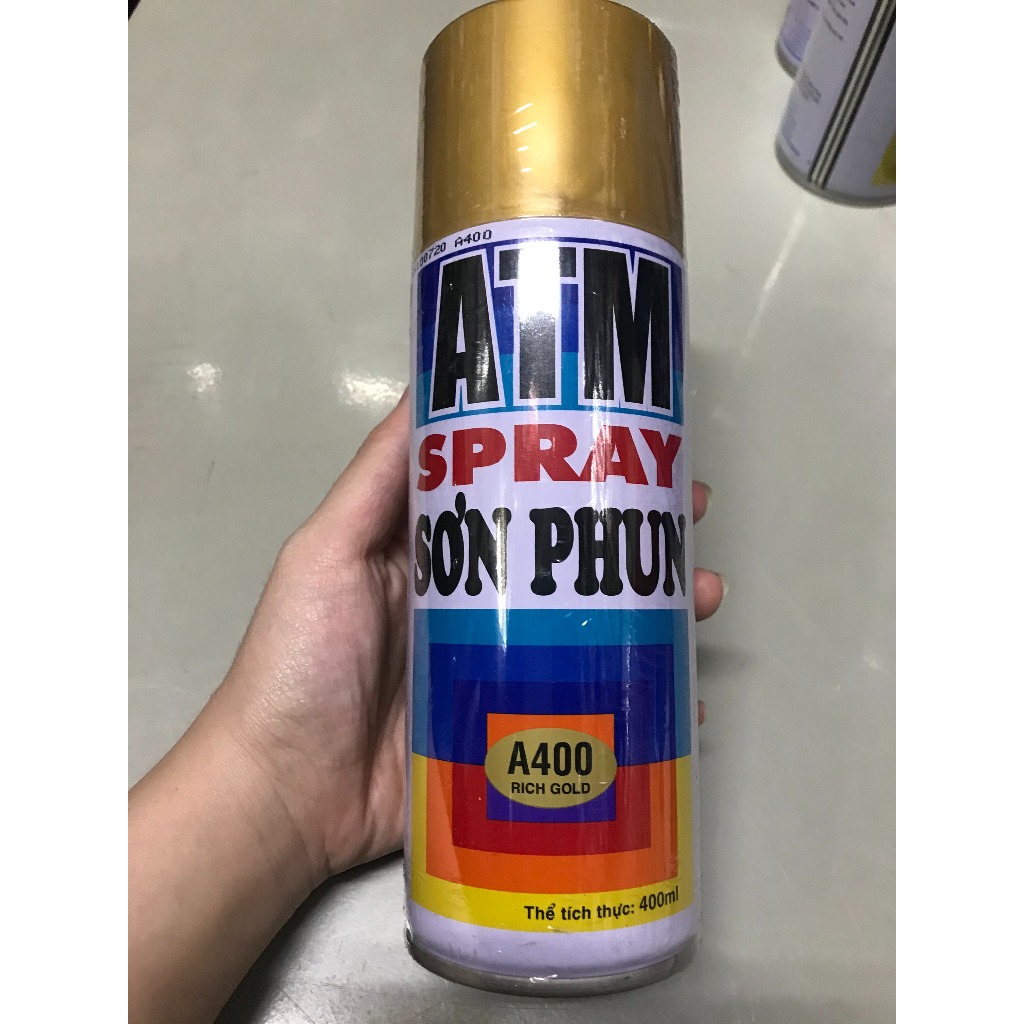 A400
ATM
SPRAY
SƠN PHUN
A400
RICH GOLD
Thể tích thực: 400ml